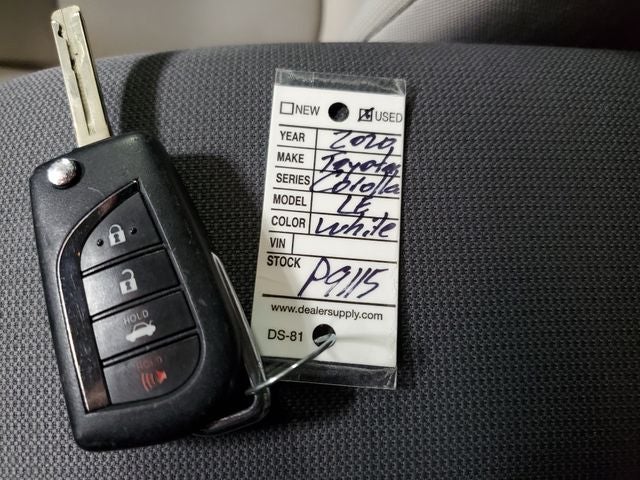 NEW USED
YEAR 2020
MAKE Toyota
SERIES Corolla
MODEL LE
COLOR White
VIN
STOCK P9115
www.dealersupply.com
DS-81
HOLD
HOLD